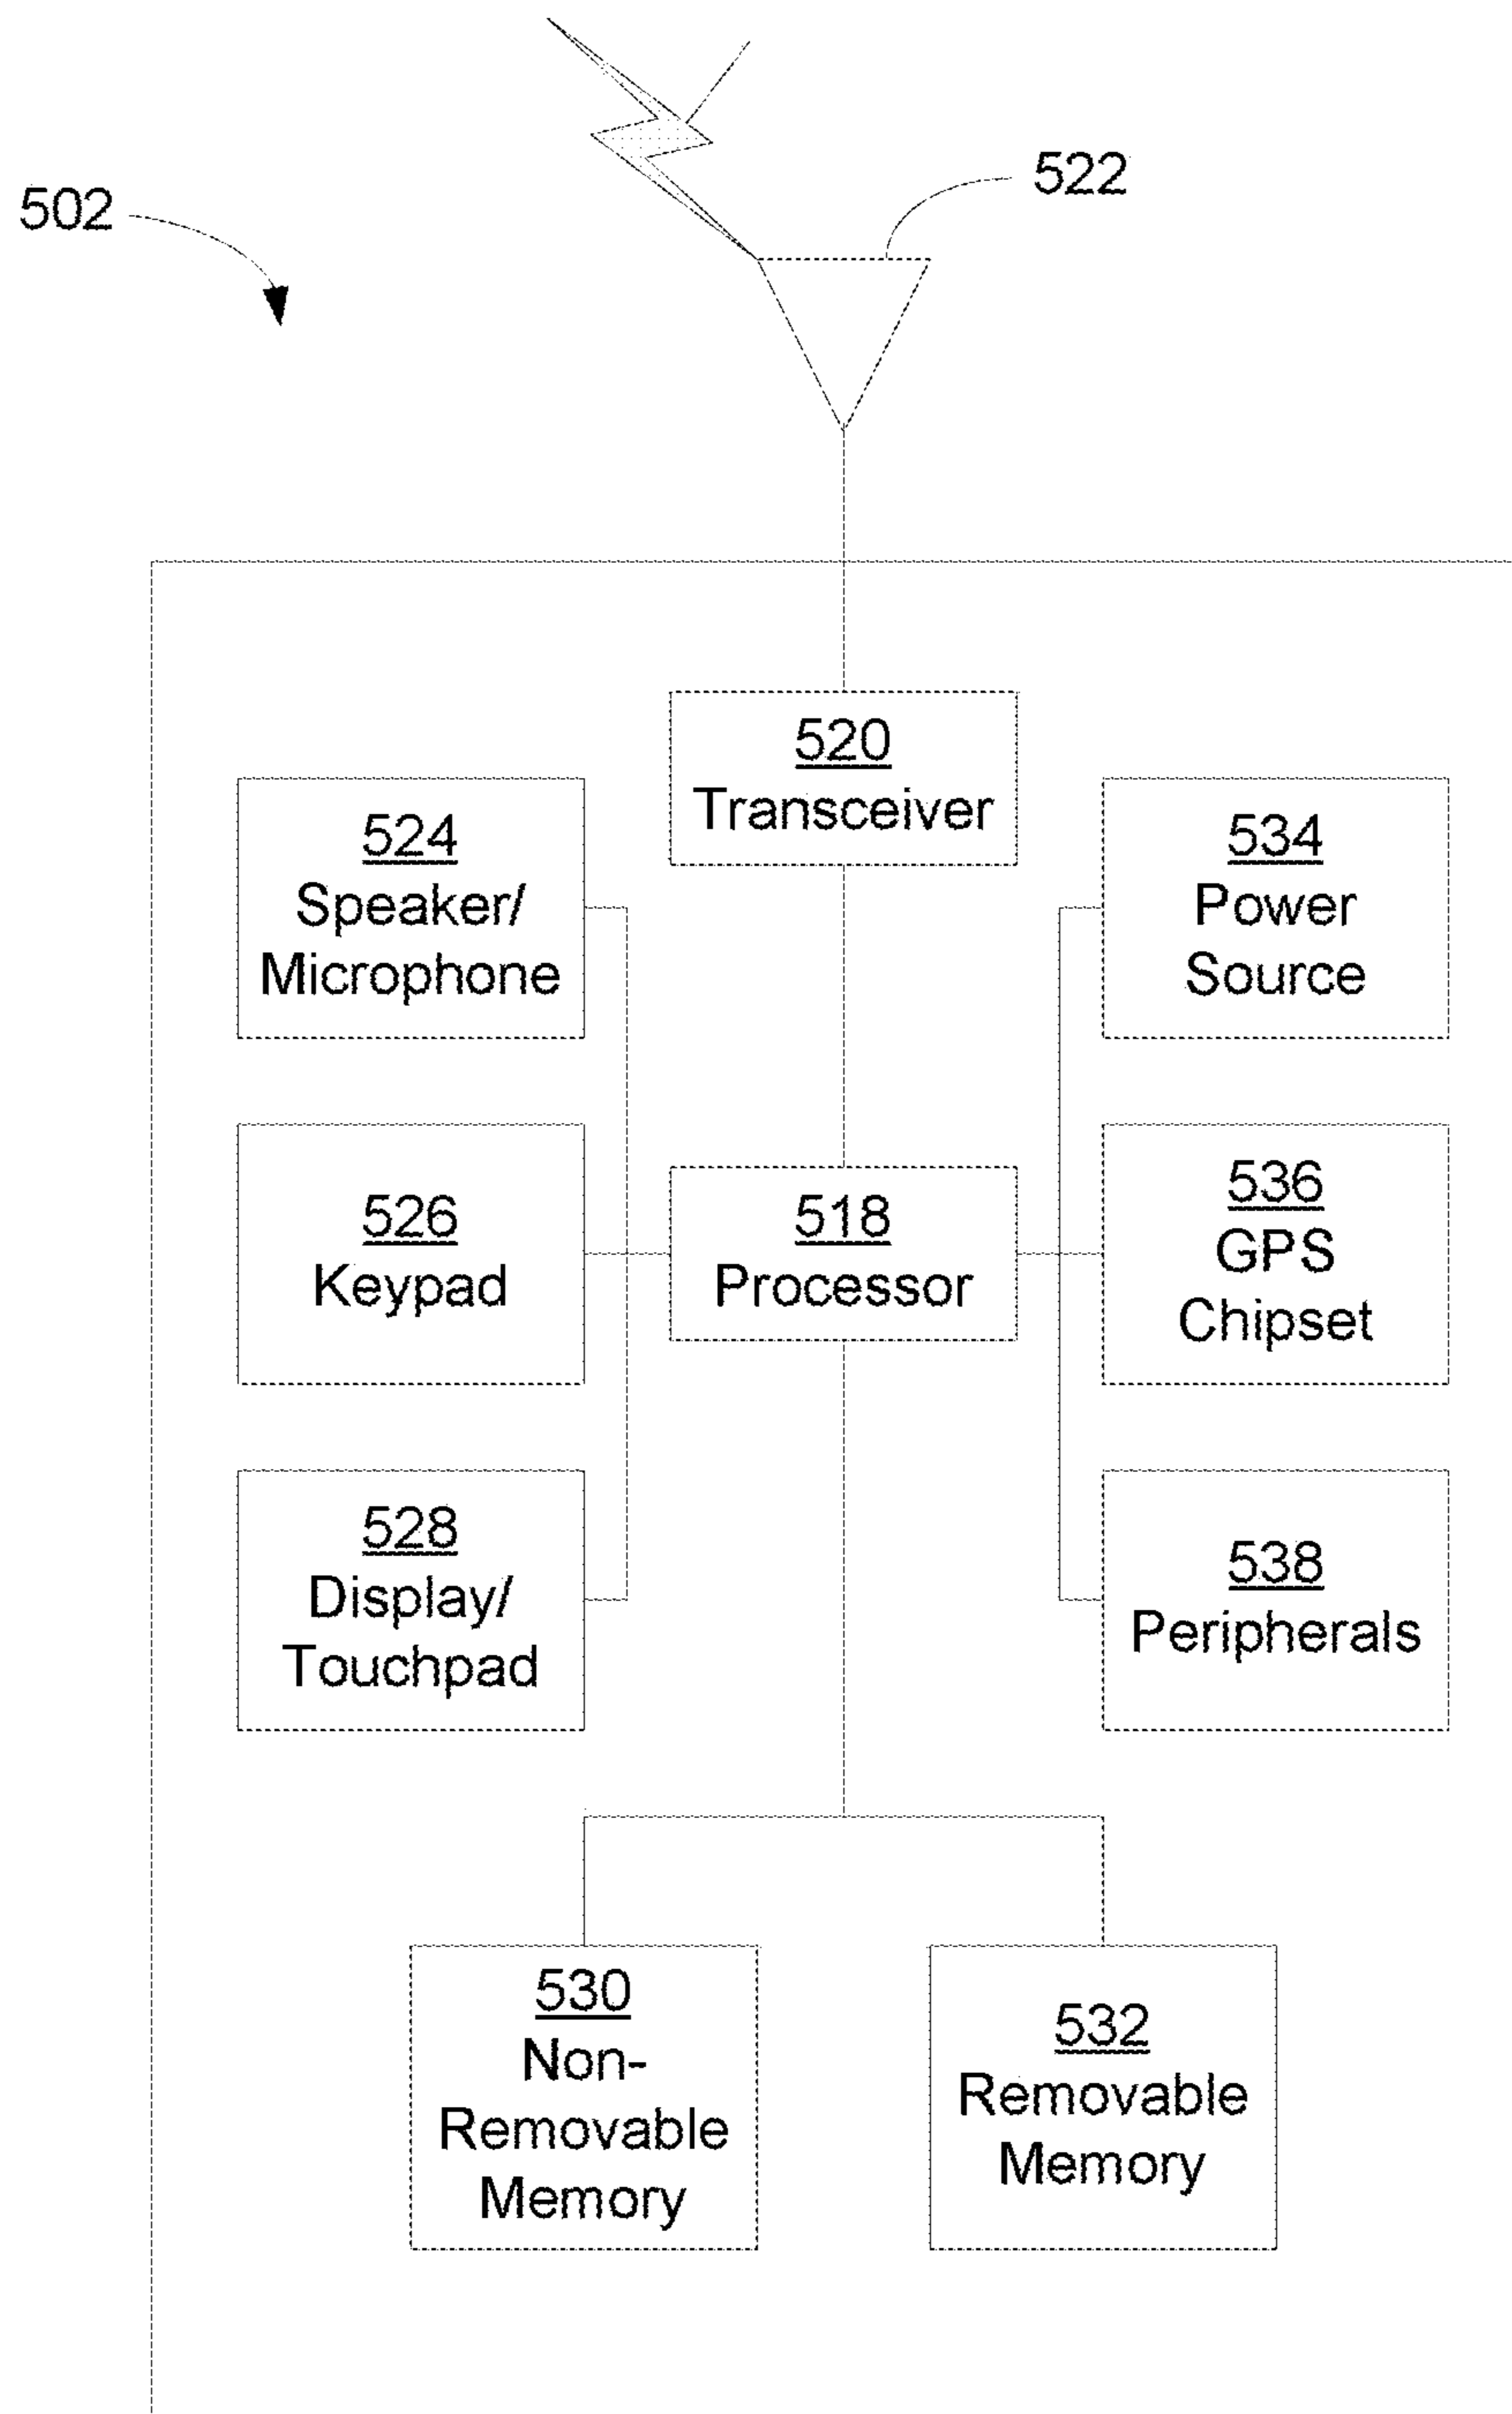 502
522
520
Transceiver
524
Speaker/
Microphone
534
Power
Source
526
Keypad
518
Processor
536
GPS
Chipset
528
Display/
Touchpad
538
Peripherals
530
Non-
Removable
Memory
532
Removable
Memory